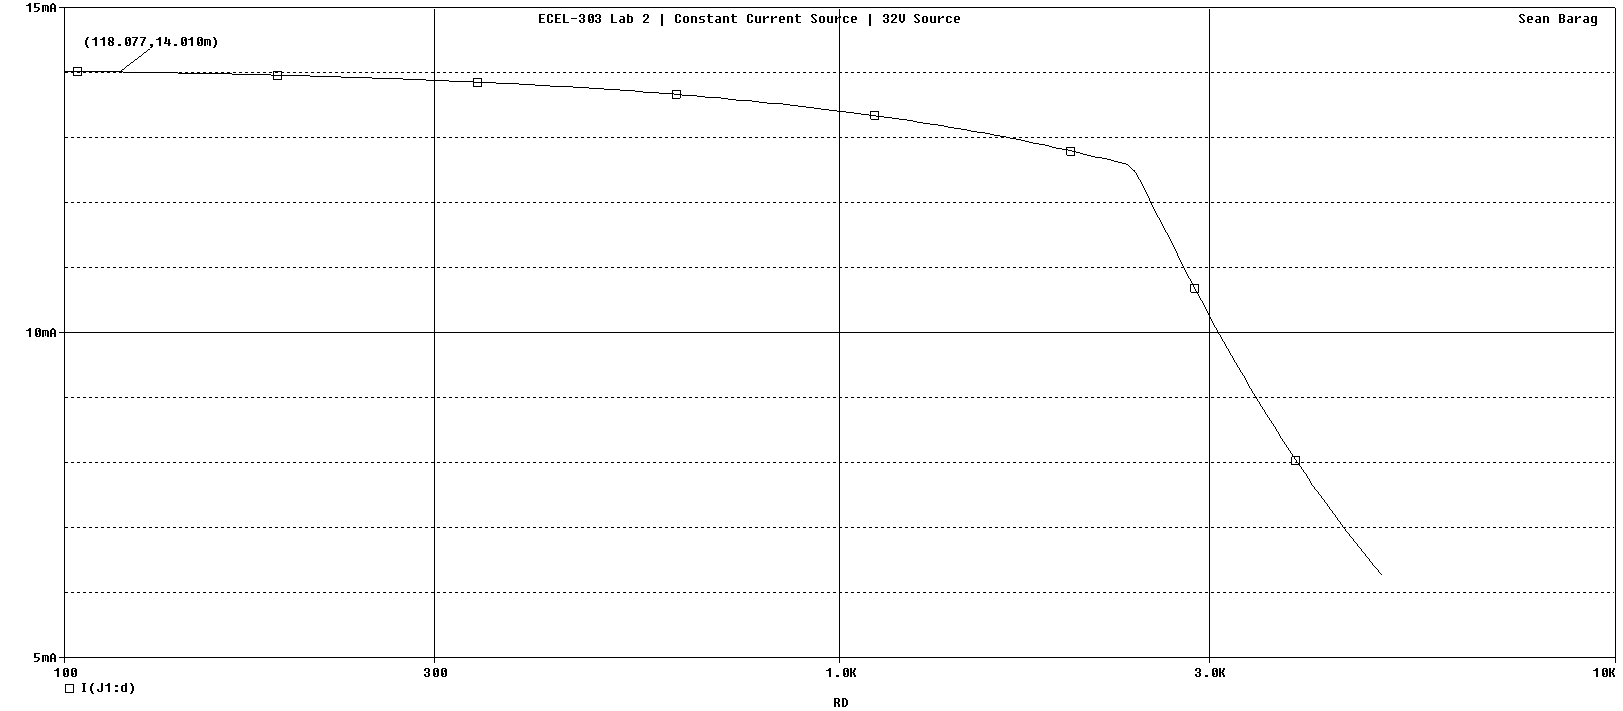 15mA
ECEL-303 Lab 2 | Constant Current Source | 32V Source
Sean Barag
(118.077,14.010m)
10mA
5mA
100
300
1.0K
3.0K
10K
I(J1:d)
RD